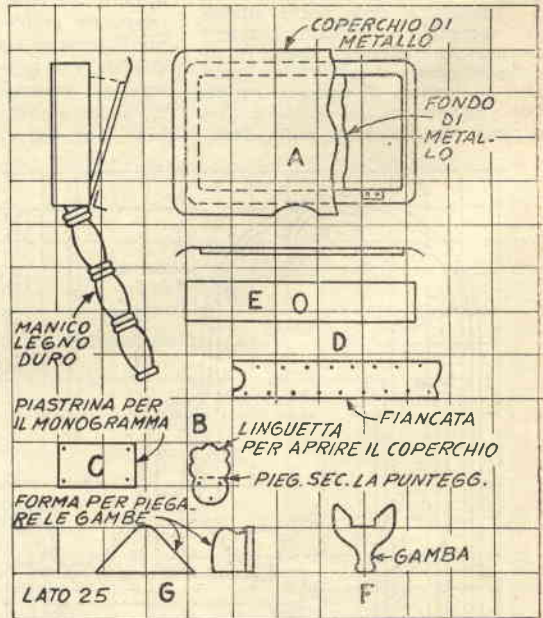 COPERCHIO DI
METALLO
FONDO
DI
METAL-
LO
A
E O
D
MANICO
LEGNO
DURO
FIANCATA
PIASTRINA PER
IL MONOGRAMMA
B
LINGUETTA
PER APRIRE IL COPERCHIO
C
PIEG. SEC. LA PUNTEGG.
FORMA PER PIEGA-
RE LE GAMBE
GAMBA
LATO 25
G
F